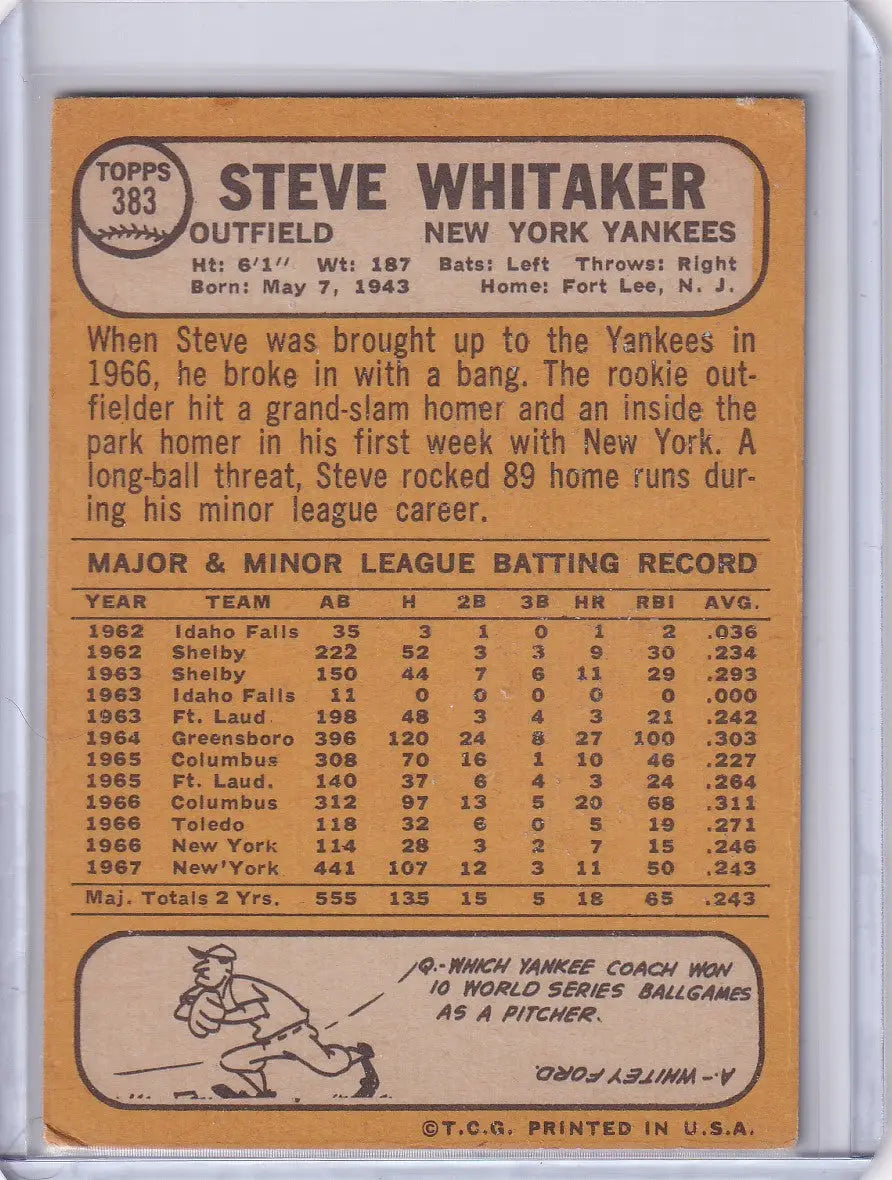 TOPPS
383
STEVE WHITAKER
OUTFIELD NEW YORK YANKEES
Ht: 6'1" Wt: 187 Bats: Left Throws: Right
Born: May 7, 1943 Home: Fort Lee, N. J.
When Steve was brought up to the Yankees in
1966, he broke in with a bang. The rookie out-
fielder hit a grand-slam homer and an inside the
park homer in his first week with New York. A
long-ball threat, Steve rocked 89 home runs dur-
ing his minor league career.
MAJOR & MINOR LEAGUE BATTING RECORD
YEAR TEAM AB H 2B 3B HR RBI AVG.
1962 Idaho Falls 35 3 1 0 1 2 .036
1962 Shelby 222 52 3 3 9 30 .234
1963 Shelby 150 44 7 6 11 29 .293
1963 Idaho Falls 11 0 0 0 0 0 .000
1963 Ft. Laud 198 48 3 4 3 21 .242
1964 Greensboro 396 120 24 8 27 100 .303
1965 Columbus 308 70 16 1 10 46 .227
1965 Ft. Laud. 140 37 6 4 3 24 .264
1966 Columbus 312 97 13 5 20 68 .311
1966 Toledo 118 32 6 0 5 19 .271
1966 New York 114 28 3 2 7 15 .246
1967 New'York 441 107 12 3 11 50 .243
Maj. Totals 2 Yrs. 555 135 15 5 18 65 .243
Q.-WHICH YANKEE COACH WON
10 WORLD SERIES BALLGAMES
AS A PITCHER.
A.-WHITEY FORD.
©T.C.G. PRINTED IN U.S.A.